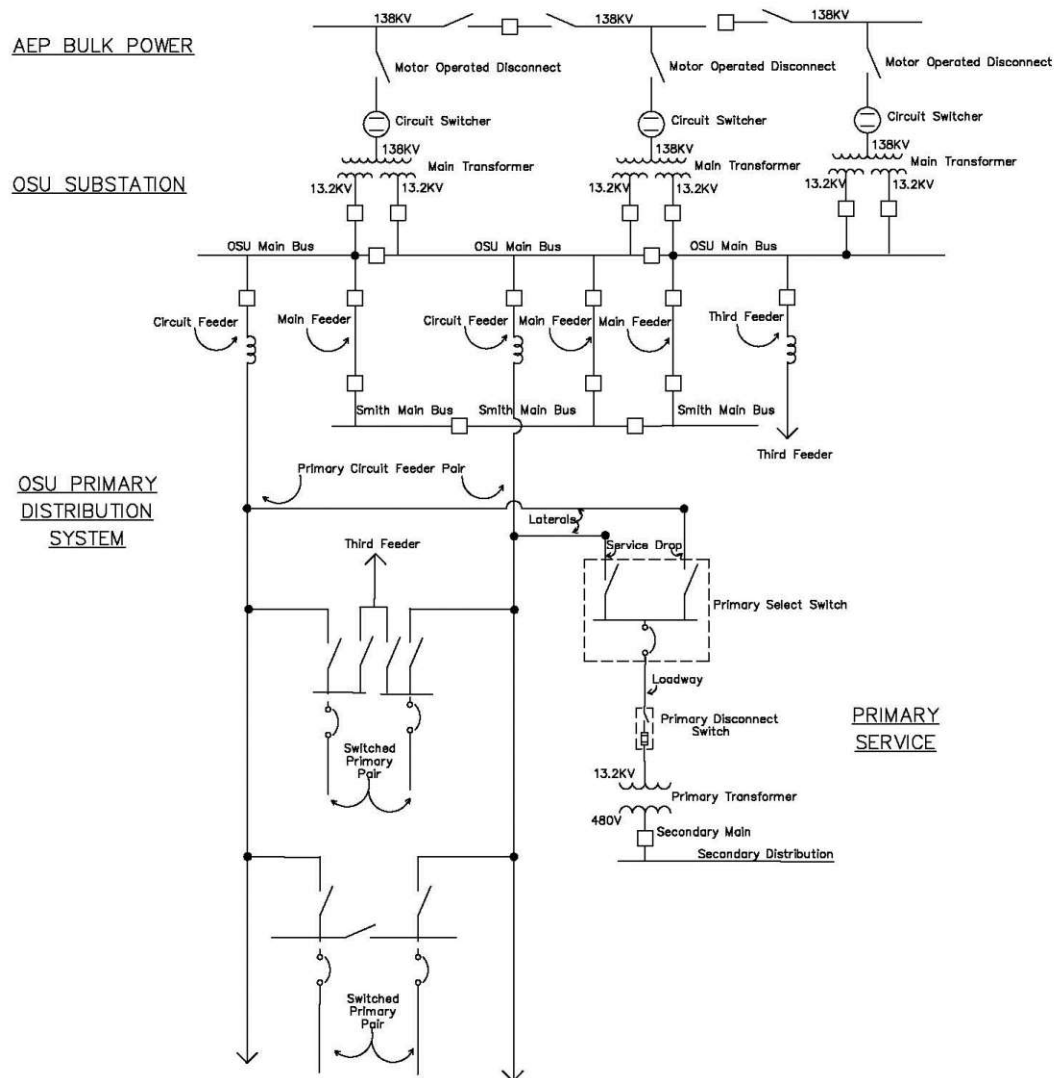 138KV
138KV
138KV
AEP BULK POWER
Motor Operated Disconnect
Motor Operated Disconnect
Motor Operated Disconnect
Circuit Switcher
Circuit Switcher
Circuit Switcher
138KV
138KV
138KV
Main Transformer
Main Transformer
Main Transformer
OSU SUBSTATION
13.2KV
13.2KV
13.2KV
13.2KV
13.2KV
13.2KV
OSU Main Bus
OSU Main Bus
OSU Main Bus
Circuit Feeder
Main Feeder
Circuit Feeder
Main Feeder
Main Feeder
Third Feeder
Smith Main Bus
Smith Main Bus
Smith Main Bus
Third Feeder
Primary Circuit Feeder Pair
OSU PRIMARY
DISTRIBUTION
SYSTEM
Laterals
Third Feeder
Service Drop
Primary Select Switch
Loadway
Primary Disconnect
Switch
PRIMARY
SERVICE
Switched
Primary
Pair
13.2KV
Primary Transformer
480V
Secondary Main
Secondary Distribution
Switched
Primary
Pair